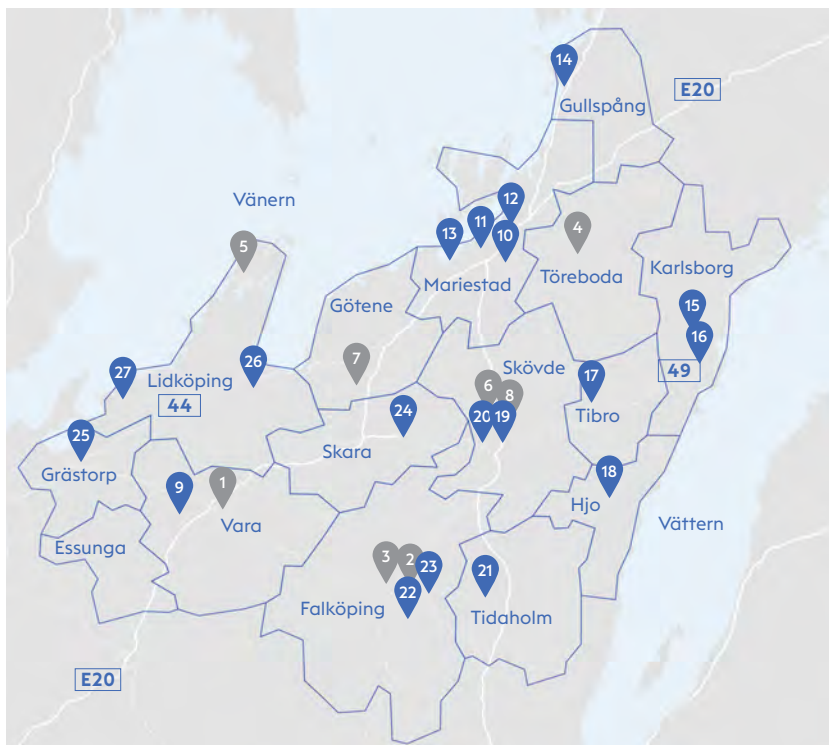 14
Gullspång
E20
Vänern
12
11
13
10
4
5
Töreboda
Karlsborg
Mariestad
Götene
15
16
7
26
27
Lidköping
44
Skövde
49
6
8
17
20
19
Tibro
24
25
Skara
Grästorp
9
1
18
Hjo
Vara
Vättern
Essunga
3
2
23
22
21
Falköping
Tidaholm
E20